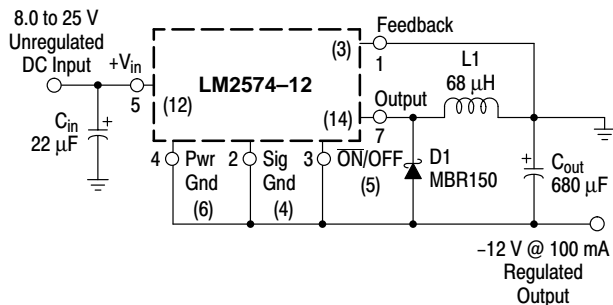 8.0 to 25 V
Unregulated
DC Input
+Vin
5
(12)
Cin
22 μF
+
LM2574–12
(3)
Feedback
1
(14)
Output
7
L1
68 μH
4
Pwr
Gnd
(6)
2
Sig
Gnd
(4)
3
ON/OFF
(5)
D1
MBR150
+
Cout
680 μF
–12 V @ 100 mA
Regulated
Output